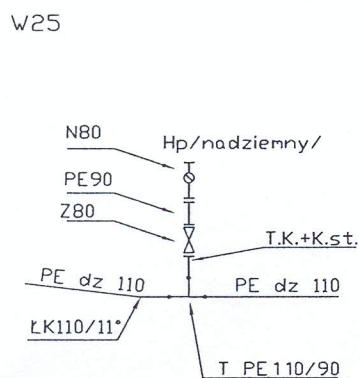 W25
N80
Hp/nadziemny/
PE90
Z80
T.K.+K.st.
PE dz 110
PE dz 110
ŁK110/11°
T PE110/90